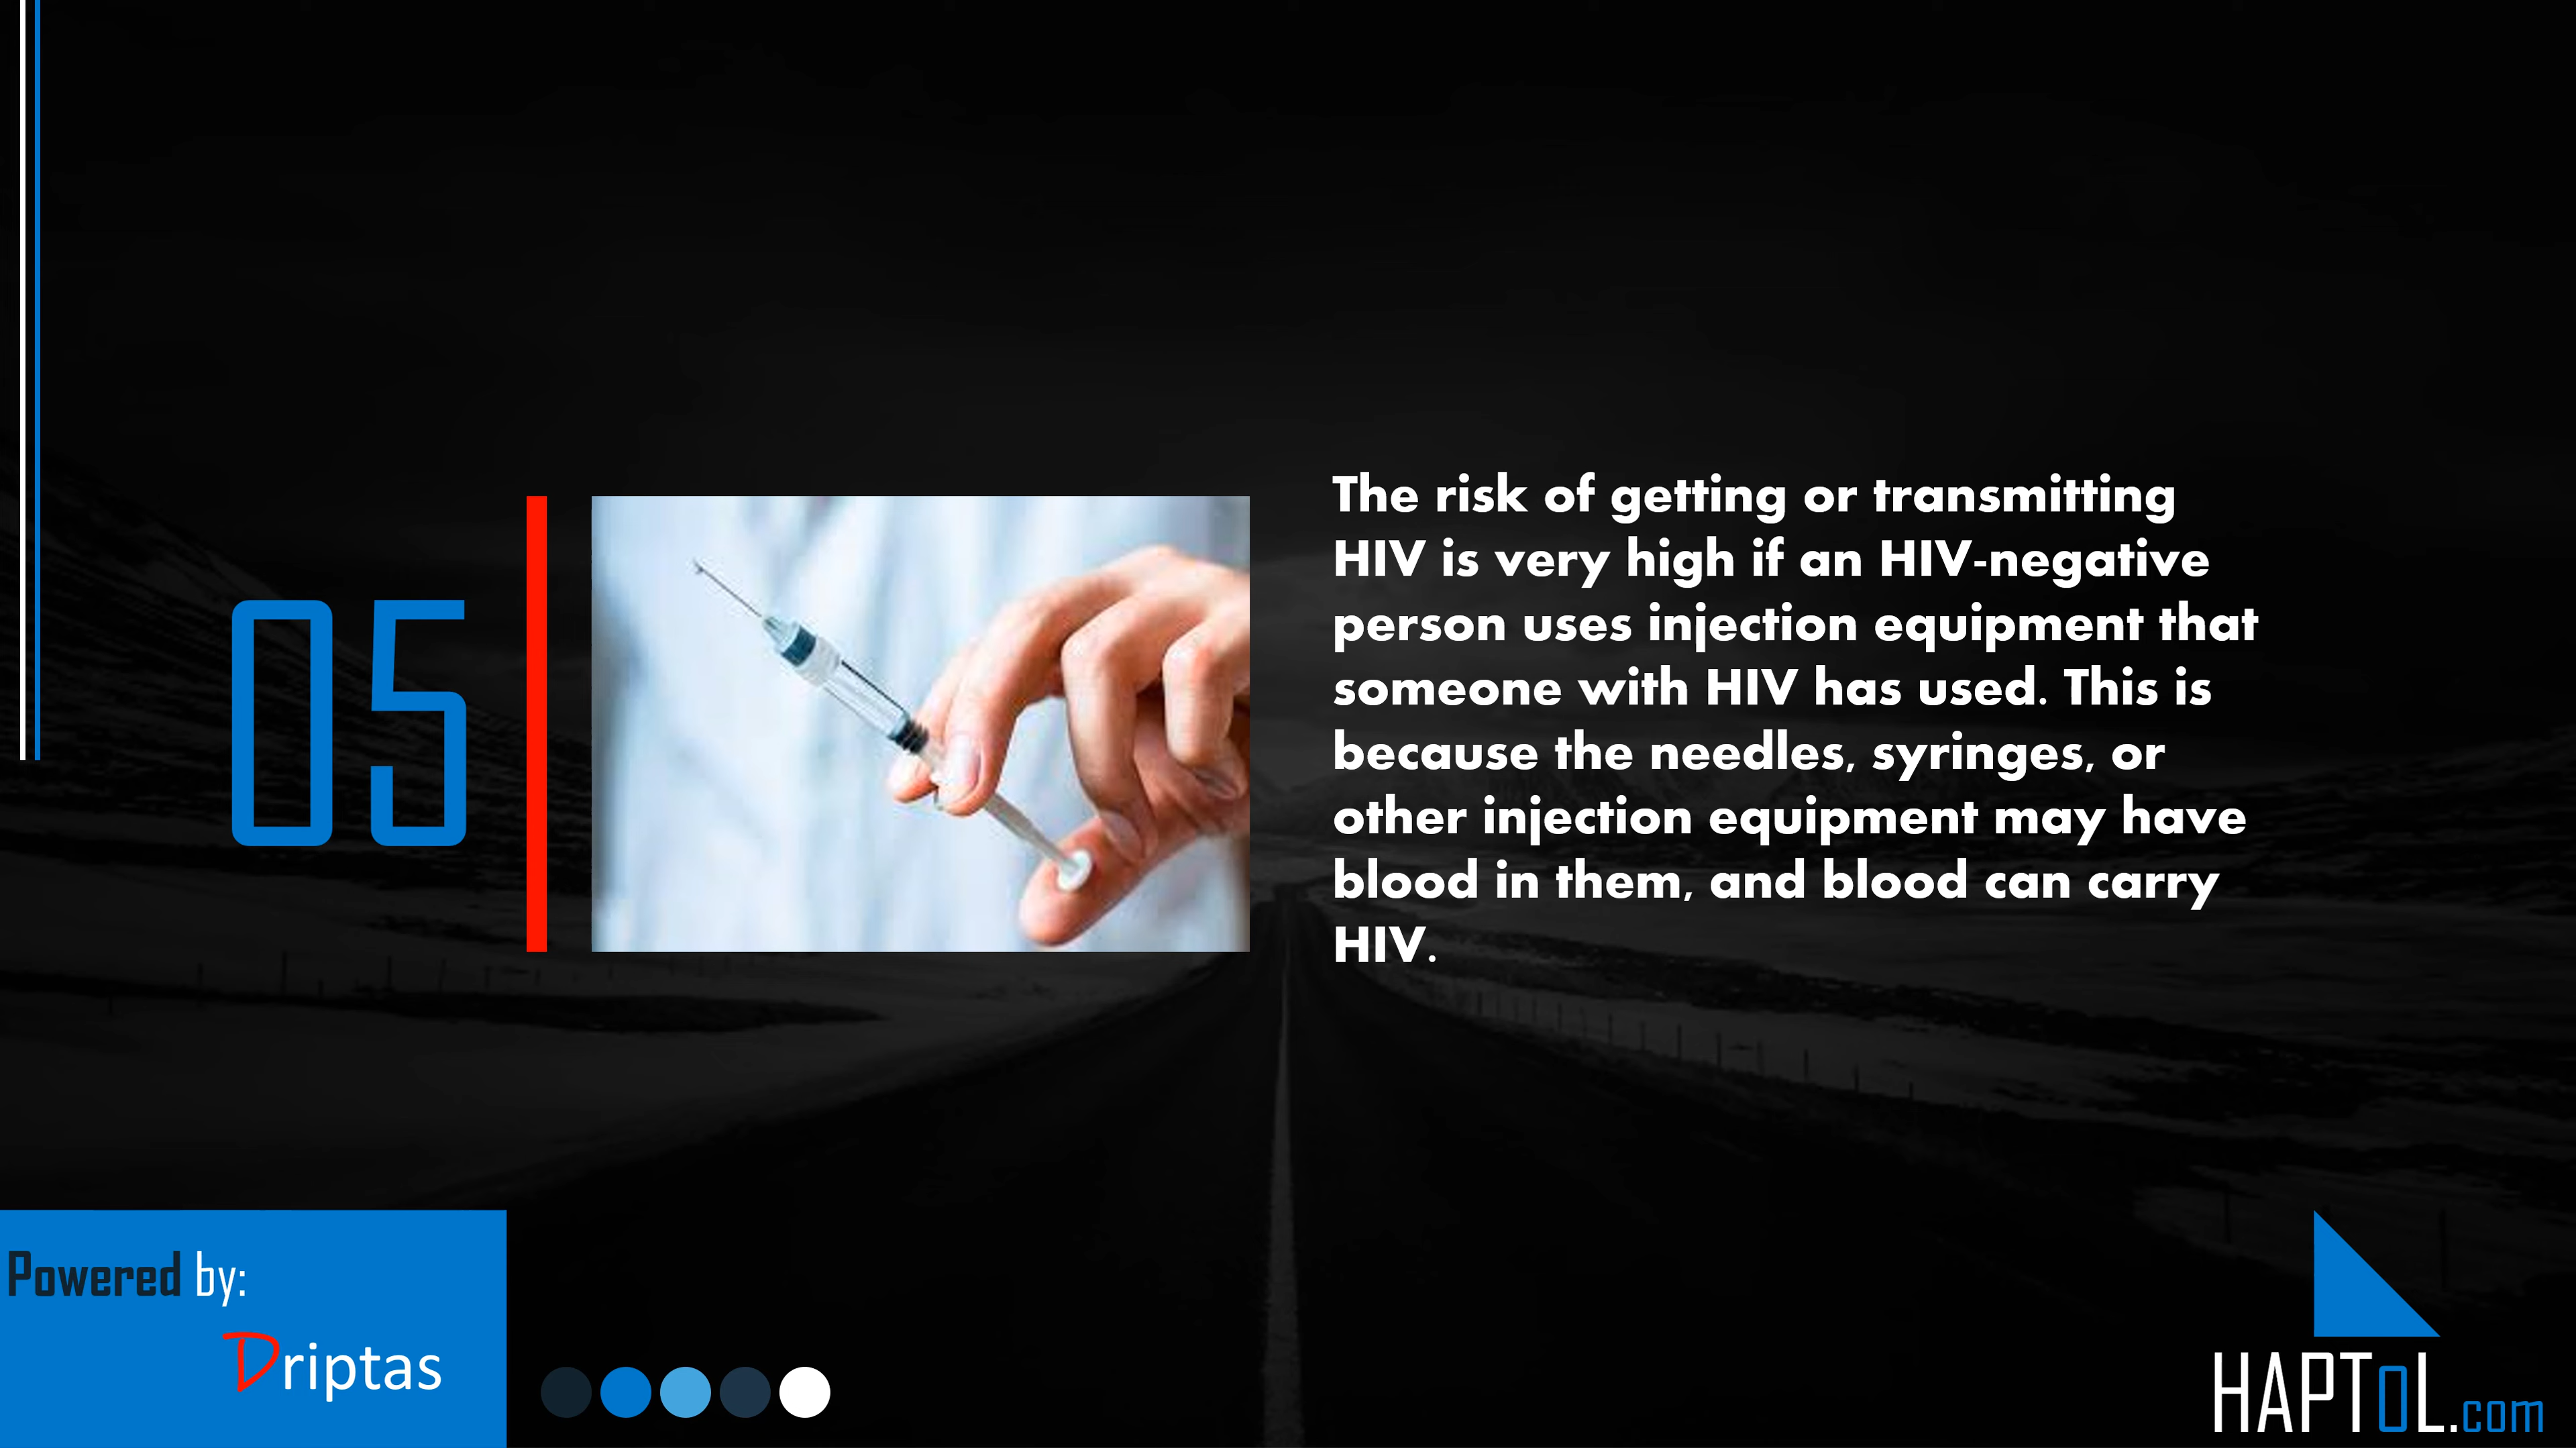 05
The risk of getting or transmitting
HIV is very high if an HIV-negative
person uses injection equipment that
someone with HIV has used. This is
because the needles, syringes, or
other injection equipment may have
blood in them, and blood can carry
HIV.
Powered by:
Driptas
HAPTOL.com